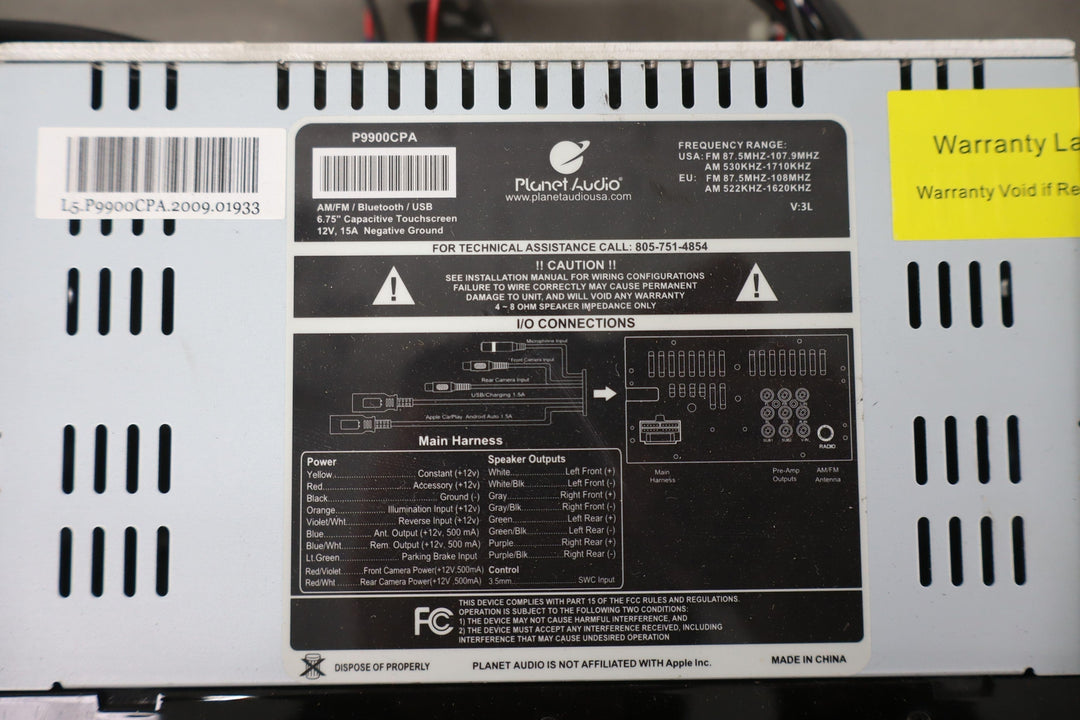 P9900CPA
AM/FM / Bluetooth / USB
6.75" Capacitive Touchscreen
12V, 15A Negative Ground
Planet Audio®
www.planetaudiousa.com
FREQUENCY RANGE:
USA: FM 87.5MHZ-107.9MHZ
AM 530KHZ-1710KHZ
EU: FM 87.5MHZ-108MHZ
AM 522KHZ-1620KHZ
V:3L
L5.P9900CPA.2009.01933
Warranty La
Warranty Void if Re
FOR TECHNICAL ASSISTANCE CALL: 805-751-4854
!! CAUTION !!
SEE INSTALLATION MANUAL FOR WIRING CONFIGURATIONS
FAILURE TO WIRE CORRECTLY MAY CAUSE PERMANENT
DAMAGE TO UNIT, AND WILL VOID ANY WARRANTY
4 ~ 8 OHM SPEAKER IMPEDANCE ONLY
I/O CONNECTIONS
Microphone Input
Front Camera Input
Rear Camera Input
USB/Charging 1.5A
Apple CarPlay Android Auto 1.5A
RADIO
Main
Harness
Pre-Amp
Outputs
AM/FM
Antenna
Main Harness
Power
Yellow.....Constant (+12v)
Red.....Accessory (+12v)
Black.....Ground (-)
Orange.....Illumination Input (+12v)
Violet/Wht.....Reverse Input (+12v)
Blue.....Ant. Output (+12v, 500 mA)
Blue/Wht.....Rem. Output (+12v, 500 mA)
Lt.Green.....Parking Brake Input
Red/Violet.....Front Camera Power(+12V,500mA)
Red/Wht.....Rear Camera Power(+12V ,500mA)
Speaker Outputs
White.....Left Front (+)
White/Blk.....Left Front (-)
Gray.....Right Front (+)
Gray/Blk.....Right Front (-)
Green.....Left Rear (+)
Green/Blk.....Left Rear (-)
Purple.....Right Rear (+)
Purple/Blk.....Right Rear (-)
Control
3.5mm.....SWC Input
FC
THIS DEVICE COMPLIES WITH PART 15 OF THE FCC RULES AND REGULATIONS.
OPERATION IS SUBJECT TO THE FOLLOWING TWO CONDITIONS:
1) THE DEVICE MAY NOT CAUSE HARMFUL INTERFERENCE, AND
2) THE DEVICE MUST ACCEPT ANY INTERFERENCE RECEIVED, INCLUDING
INTERFERENCE THAT MAY CAUSE UNDESIRED OPERATION
DISPOSE OF PROPERLY
PLANET AUDIO IS NOT AFFILIATED WITH Apple Inc.
MADE IN CHINA